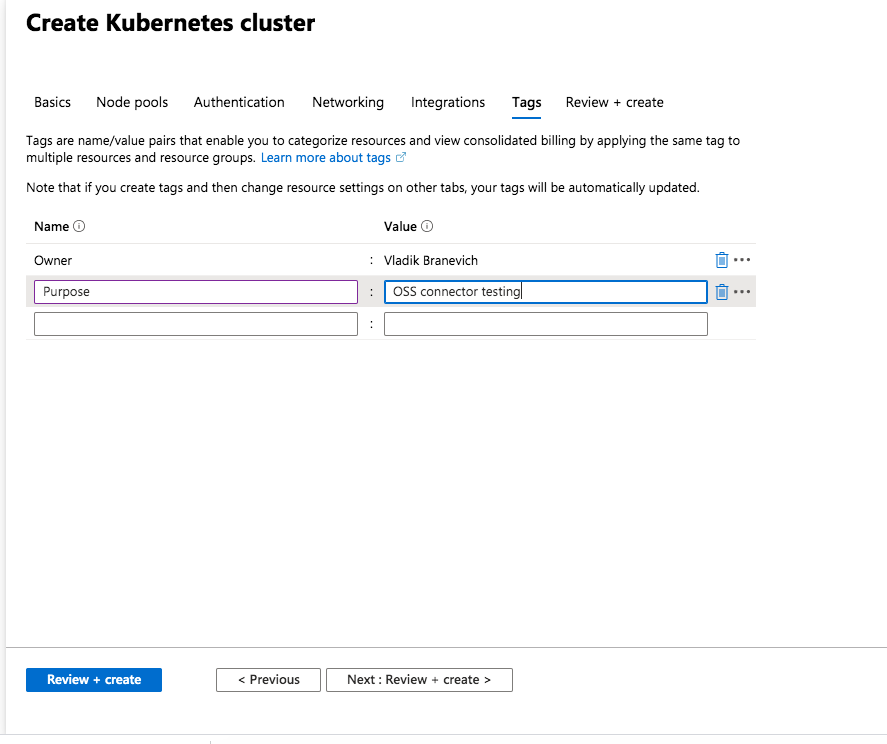 Create Kubernetes cluster
Basics Node pools Authentication Networking Integrations Tags Review + create
Tags are name/value pairs that enable you to categorize resources and view consolidated billing by applying the same tag to
multiple resources and resource groups. Learn more about tags
Note that if you create tags and then change resource settings on other tabs, your tags will be automatically updated.
Name Value
Owner : Vladik Branevich
Purpose : OSS connector testing
:
Review + create < Previous Next : Review + create >